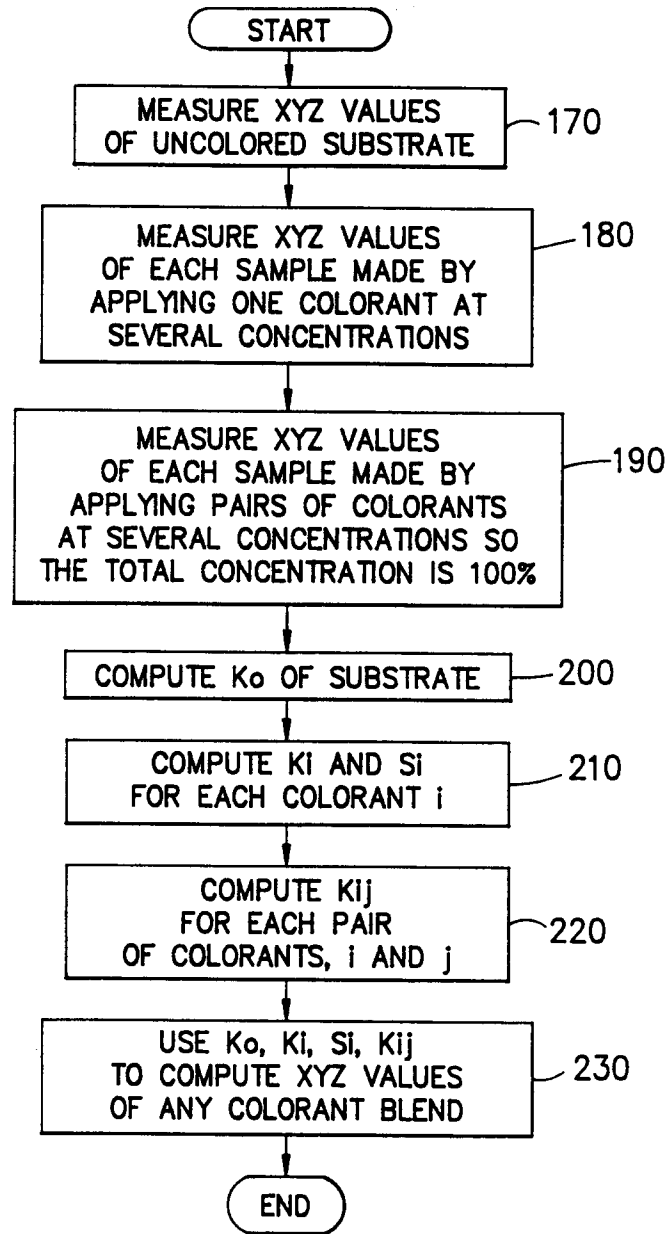 START
MEASURE XYZ VALUES
OF UNCOLORED SUBSTRATE
170
MEASURE XYZ VALUES
OF EACH SAMPLE MADE BY
APPLYING ONE COLORANT AT
SEVERAL CONCENTRATIONS
180
MEASURE XYZ VALUES
OF EACH SAMPLE MADE BY
APPLYING PAIRS OF COLORANTS
AT SEVERAL CONCENTRATIONS SO
THE TOTAL CONCENTRATION IS 100%
190
COMPUTE Ko OF SUBSTRATE
200
COMPUTE Ki AND Si
FOR EACH COLORANT i
210
COMPUTE Kij
FOR EACH PAIR
OF COLORANTS, i AND j
220
USE Ko, Ki, Si, Kij
TO COMPUTE XYZ VALUES
OF ANY COLORANT BLEND
230
END